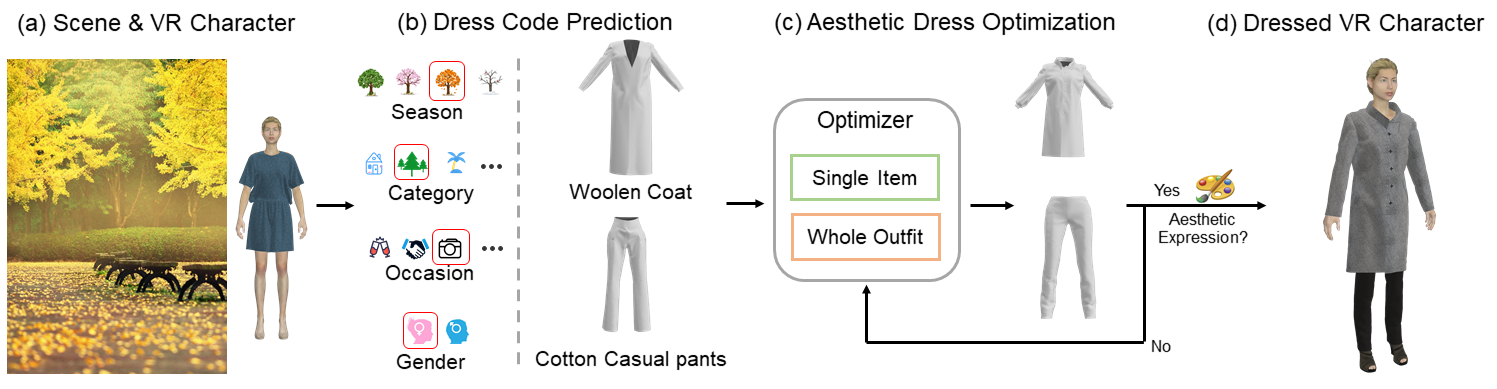 (a) Scene & VR Character
(b) Dress Code Prediction
(c) Aesthetic Dress Optimization
(d) Dressed VR Character
Season
Category
Occasion
Gender
Woolen Coat
Cotton Casual pants
Optimizer
Single Item
Whole Outfit
Yes
Aesthetic
Expression?
No